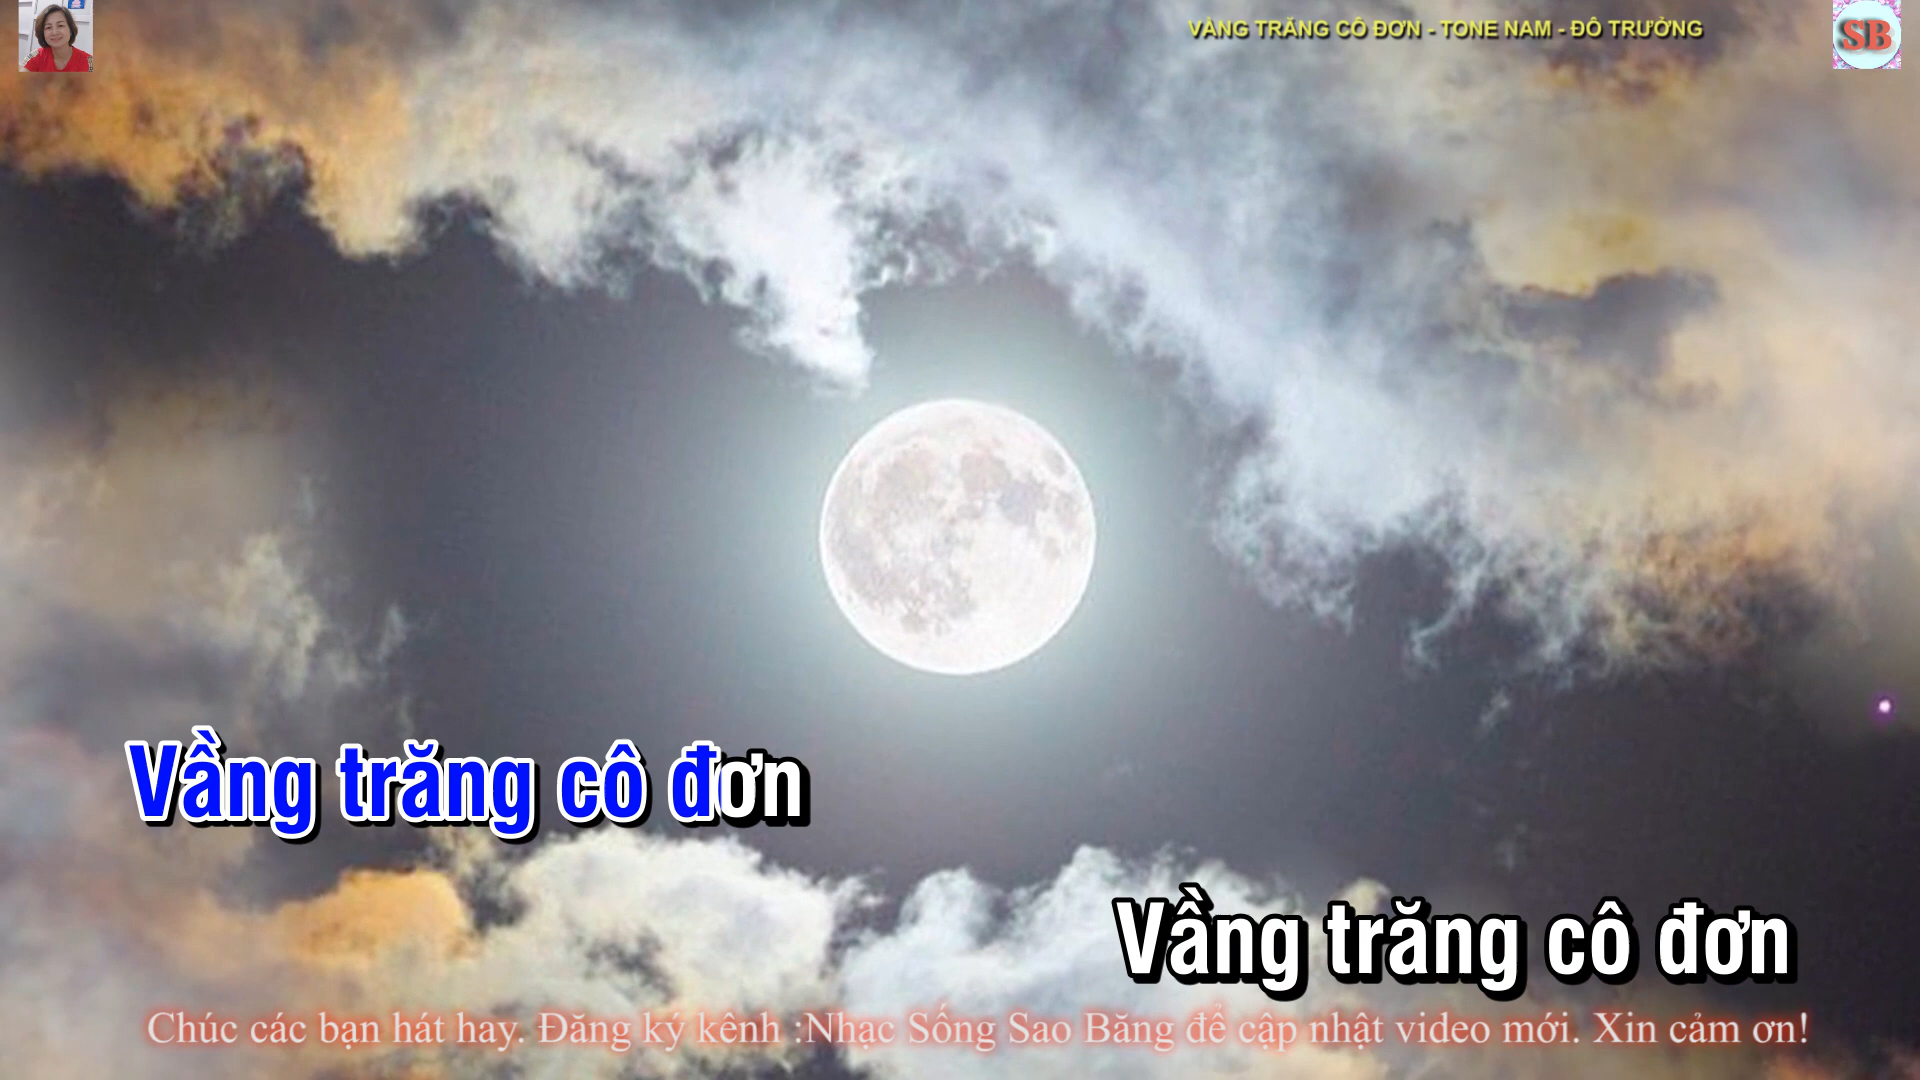 VẦNG TRĂNG CÔ ĐƠN - TONE NAM - ĐÔ TRƯỞNG
SB
Vầng trăng cô đơn
Vầng trăng cô đơn
Chúc các bạn hát hay. Đăng ký kênh :Nhạc Sống Sao Băng để cập nhật video mới. Xin cảm ơn!